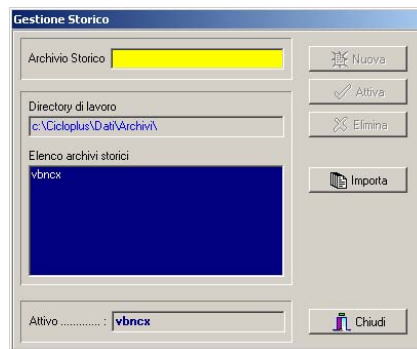 Gestione Storico
Archivio Storico
Nuova
Attiva
Elimina
Directory di lavoro
c:\Cicloplus\Dati\Archivi\
Elenco archivi storici
vbncx
Importa
Attivo ............ : vbncx
Chiudi